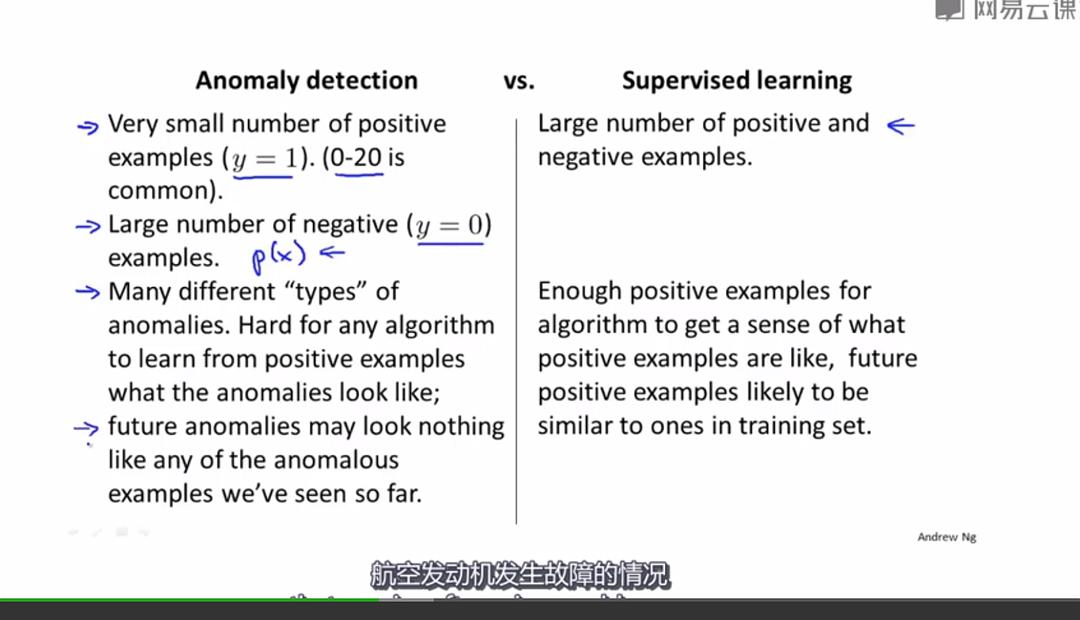 网易云课
Anomaly detection vs. Supervised learning
Very small number of positive
examples (y = 1). (0-20 is
common).
Large number of negative (y = 0)
examples. p(x)
Many different “types” of
anomalies. Hard for any algorithm
to learn from positive examples
what the anomalies look like;
future anomalies may look nothing
like any of the anomalous
examples we’ve seen so far.
Large number of positive and
negative examples.
Enough positive examples for
algorithm to get a sense of what
positive examples are like, future
positive examples likely to be
similar to ones in training set.
Andrew Ng
航空发动机发生故障的情况